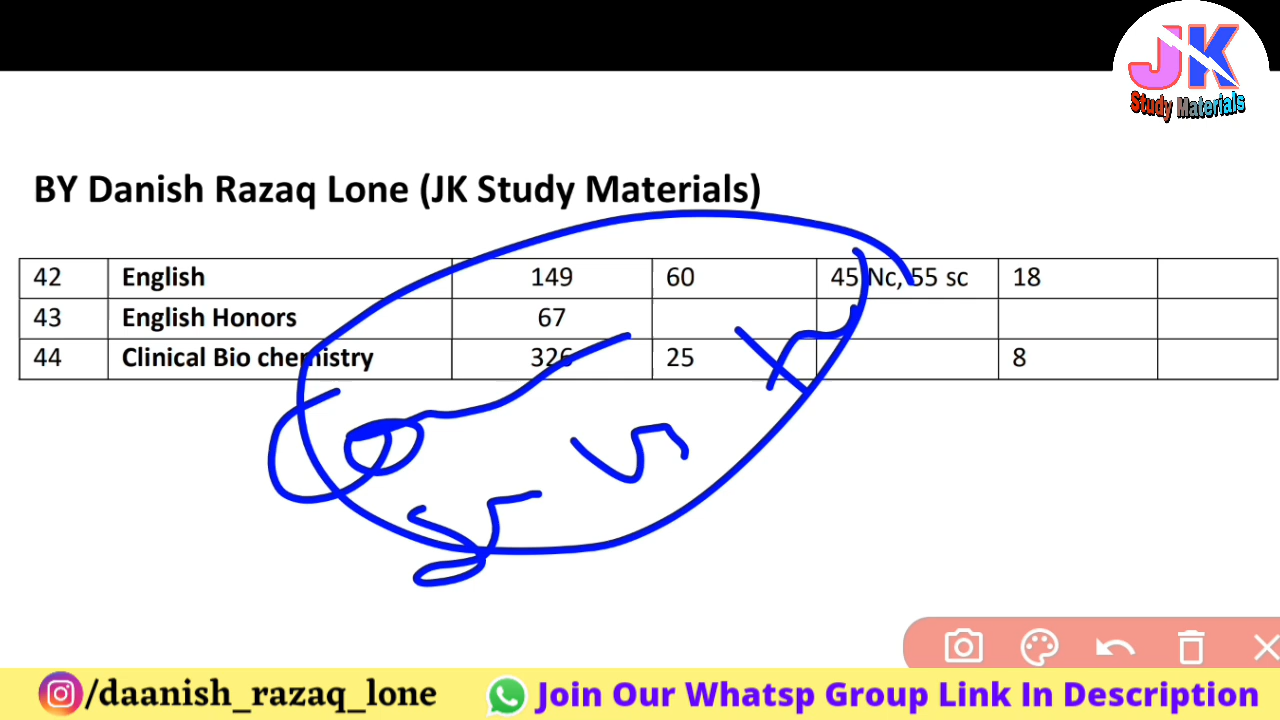 JK
Study Materials
BY Danish Razaq Lone (JK Study Materials)
42 English 149 60 45 Nc, 55 sc 18
43 English Honors 67
44 Clinical Bio chemistry 326 25 8
/daanish_razaq_lone Join Our Whatsp Group Link In Description